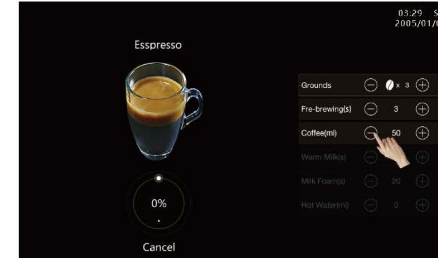 03:29 S
2005/01/0
Esspresso
Grounds x 3
Fre-brewing(s) 3
Coffee(ml) 50
Warm Milk(s)
Milk Foam(s) 20
Hot Water(ml) 0
0%
Cancel